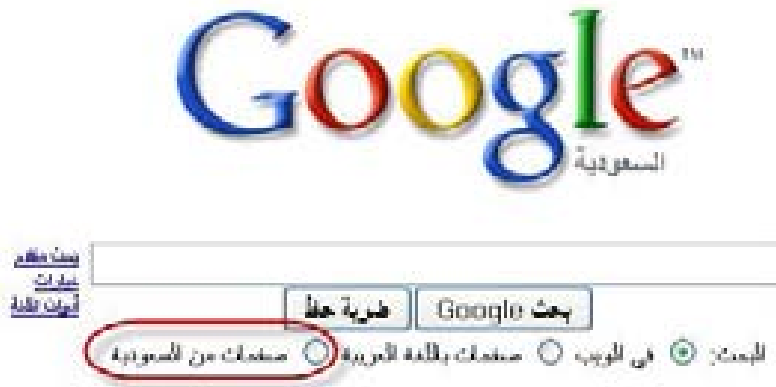 Google™
السعودية
بحث متقدم
خيارات
أدوات اللغة
بحث Google ضربة حظ
البحث: في الويب صفحات باللغة العربية صفحات من السعودية